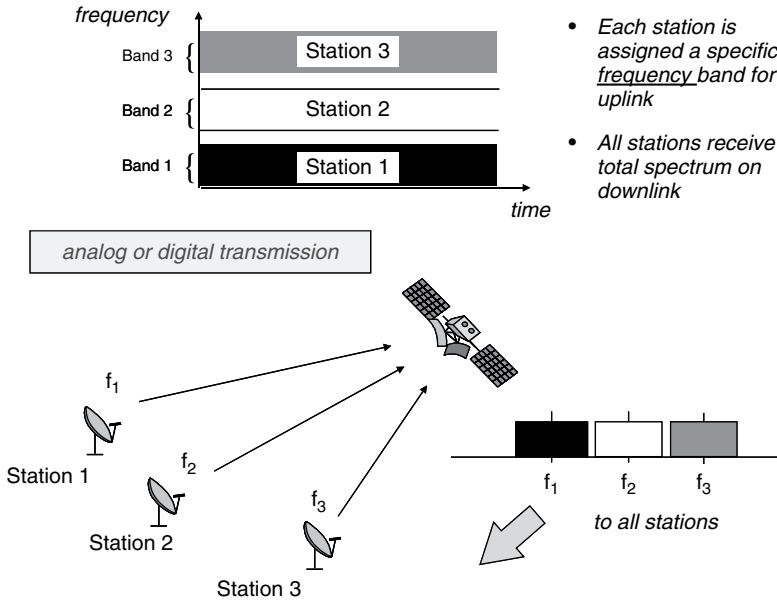 frequency
Band 3
Station 3
Band 2
Station 2
Band 1
Station 1
time
• Each station is
assigned a specific
frequency band for
uplink
• All stations receive
total spectrum on
downlink
analog or digital transmission
f1
Station 1
f2
Station 2
f3
Station 3
f1 f2 f3
to all stations